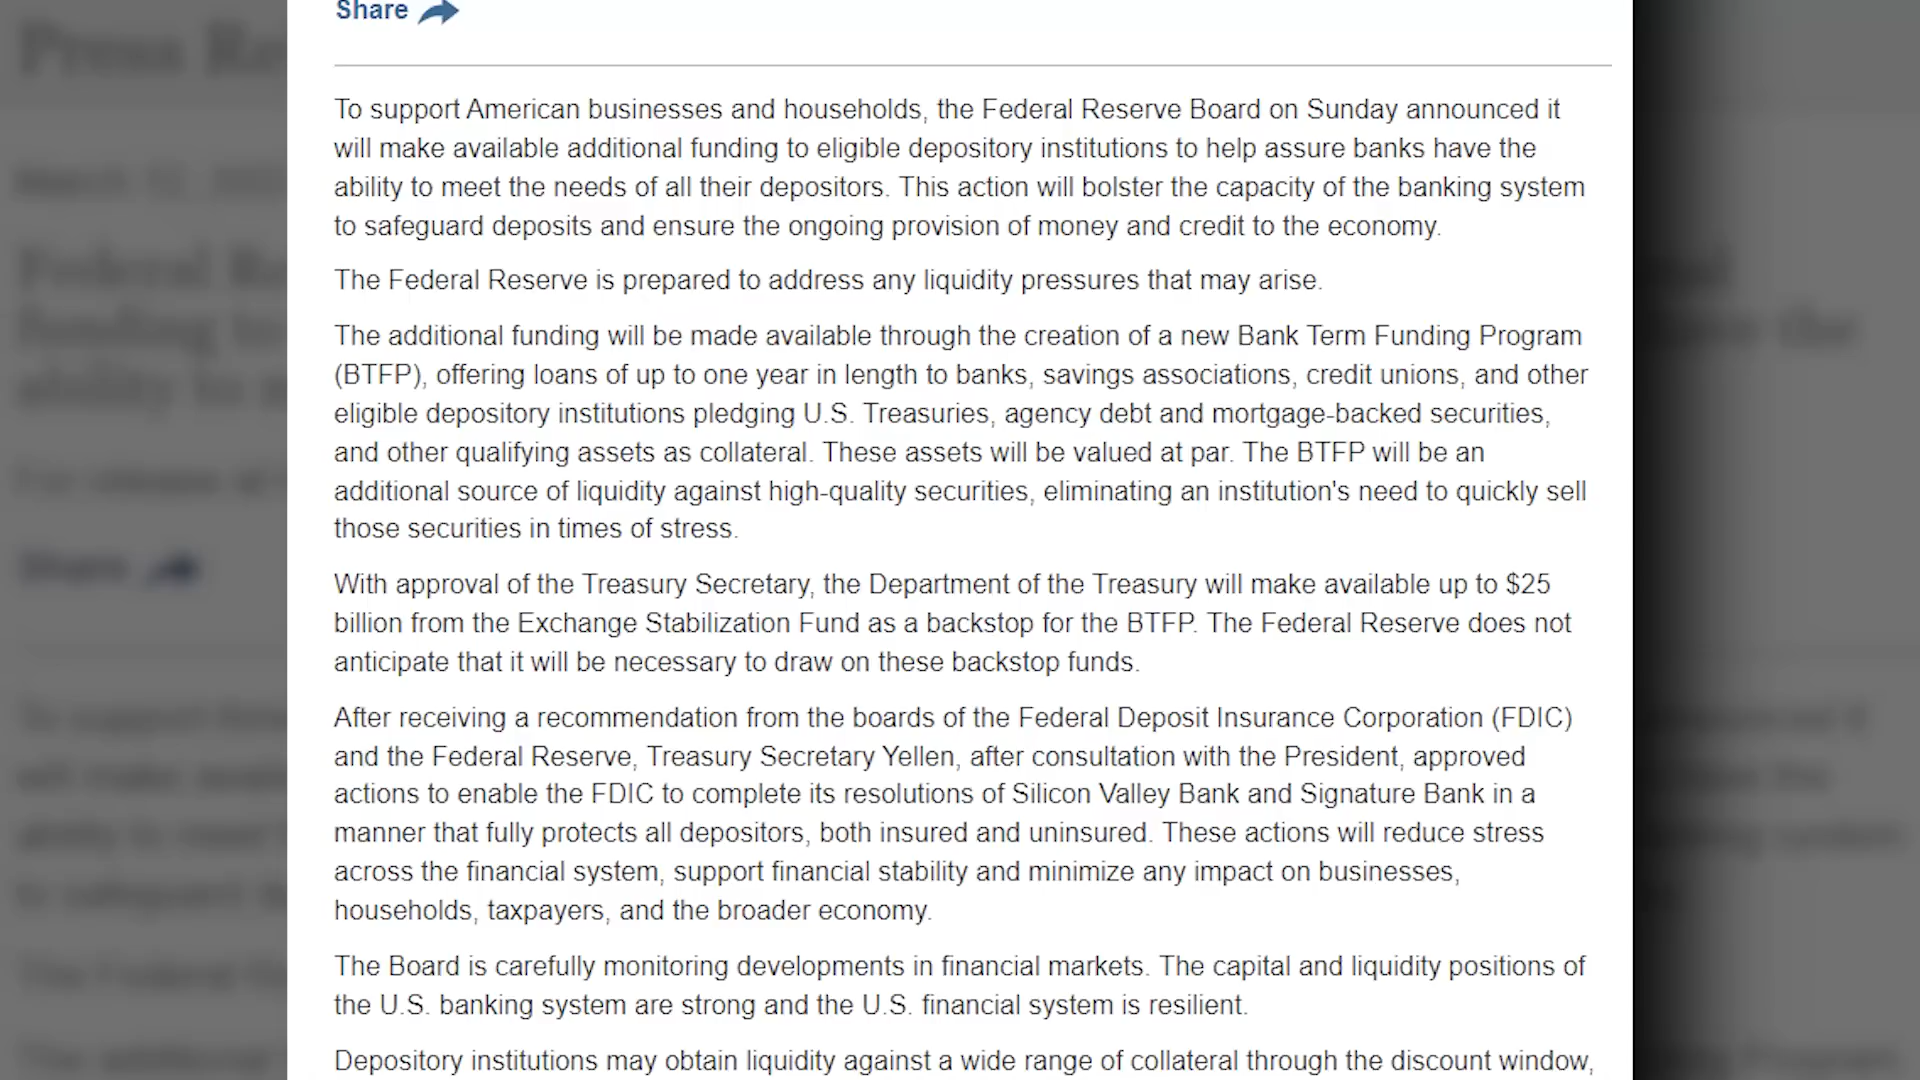 Share
To support American businesses and households, the Federal Reserve Board on Sunday announced it
will make available additional funding to eligible depository institutions to help assure banks have the
ability to meet the needs of all their depositors. This action will bolster the capacity of the banking system
to safeguard deposits and ensure the ongoing provision of money and credit to the economy.
The Federal Reserve is prepared to address any liquidity pressures that may arise.
The additional funding will be made available through the creation of a new Bank Term Funding Program
(BTFP), offering loans of up to one year in length to banks, savings associations, credit unions, and other
eligible depository institutions pledging U.S. Treasuries, agency debt and mortgage-backed securities,
and other qualifying assets as collateral. These assets will be valued at par. The BTFP will be an
additional source of liquidity against high-quality securities, eliminating an institution's need to quickly sell
those securities in times of stress.
With approval of the Treasury Secretary, the Department of the Treasury will make available up to $25
billion from the Exchange Stabilization Fund as a backstop for the BTFP. The Federal Reserve does not
anticipate that it will be necessary to draw on these backstop funds.
After receiving a recommendation from the boards of the Federal Deposit Insurance Corporation (FDIC)
and the Federal Reserve, Treasury Secretary Yellen, after consultation with the President, approved
actions to enable the FDIC to complete its resolutions of Silicon Valley Bank and Signature Bank in a
manner that fully protects all depositors, both insured and uninsured. These actions will reduce stress
across the financial system, support financial stability and minimize any impact on businesses,
households, taxpayers, and the broader economy.
The Board is carefully monitoring developments in financial markets. The capital and liquidity positions of
the U.S. banking system are strong and the U.S. financial system is resilient.
Depository institutions may obtain liquidity against a wide range of collateral through the discount window,